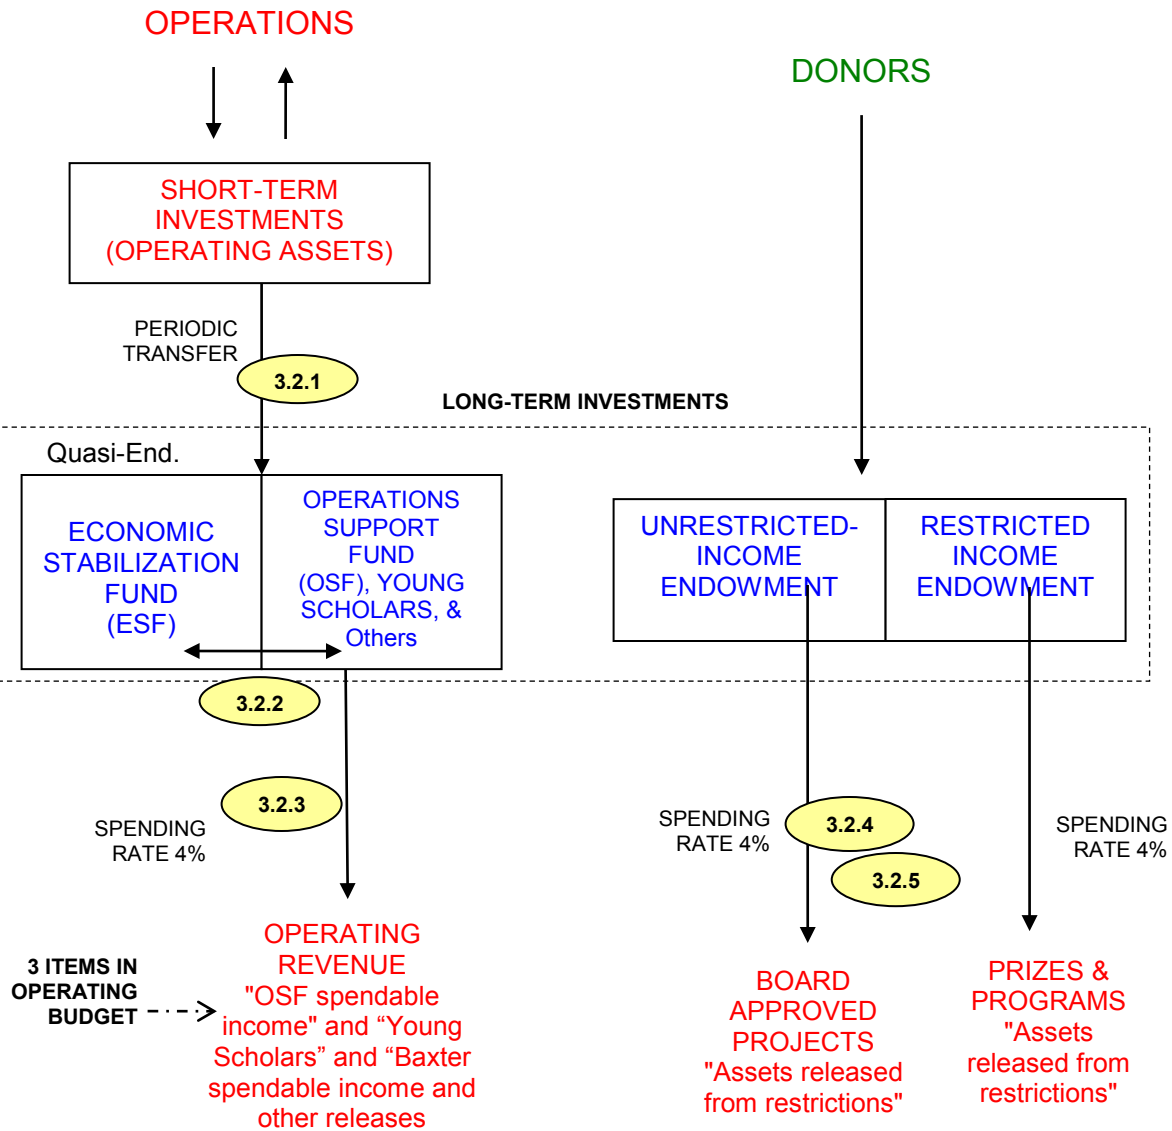 OPERATIONS
DONORS
SHORT-TERM
INVESTMENTS
(OPERATING ASSETS)
PERIODIC
TRANSFER
3.2.1
LONG-TERM INVESTMENTS
Quasi-End.
ECONOMIC
STABILIZATION
FUND
(ESF)
OPERATIONS
SUPPORT
FUND
(OSF), YOUNG
SCHOLARS, &
Others
UNRESTRICTED-
INCOME
ENDOWMENT
RESTRICTED
INCOME
ENDOWMENT
3.2.2
3.2.3
SPENDING
RATE 4%
SPENDING
RATE 4%
3.2.4
3.2.5
SPENDING
RATE 4%
3 ITEMS IN
OPERATING
BUDGET
OPERATING
REVENUE
"OSF spendable
income" and “Young
Scholars” and “Baxter
spendable income and
other releases
BOARD
APPROVED
PROJECTS
"Assets released
from restrictions"
PRIZES &
PROGRAMS
"Assets
released from
restrictions"